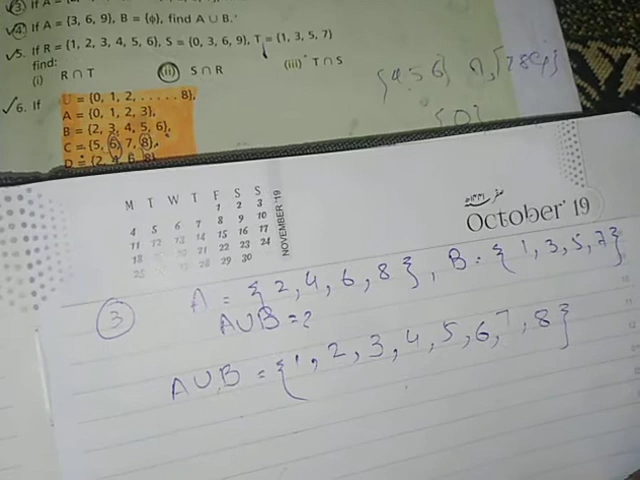 4. If A = {3, 6, 9}, B = {ϕ}, find A ∪ B.
5. If R = {1, 2, 3, 4, 5, 6}, S = {0, 3, 6, 9}, T = {1, 3, 5, 7}
find:
(i) R ∩ T (ii) S ∩ R (iii) T ∩ S
6. If U = {0, 1, 2, ..... 8},
A = {0, 1, 2, 3},
B = {2, 3, 4, 5, 6},
C = {5, 6, 7, 8},
D = {2, 4, 6, 8}
M T W T F S S
1 2 3
4 5 6 7 8 9 10
11 12 13 14 15 16 17
18 21 22 23 24
25 28 29 30
NOVEMBER '19
October' 19
3 A = {2, 4, 6, 8}, B = {1, 3, 5, 7}
A∪B = ?
A∪B = {1, 2, 3, 4, 5, 6, 7, 8}